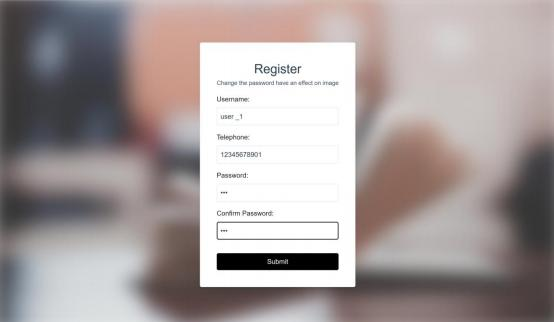 Register
Change the password have an effect on image
Username:
user _1
Telephone:
12345678901
Password:
•••
Confirm Password:
•••
Submit